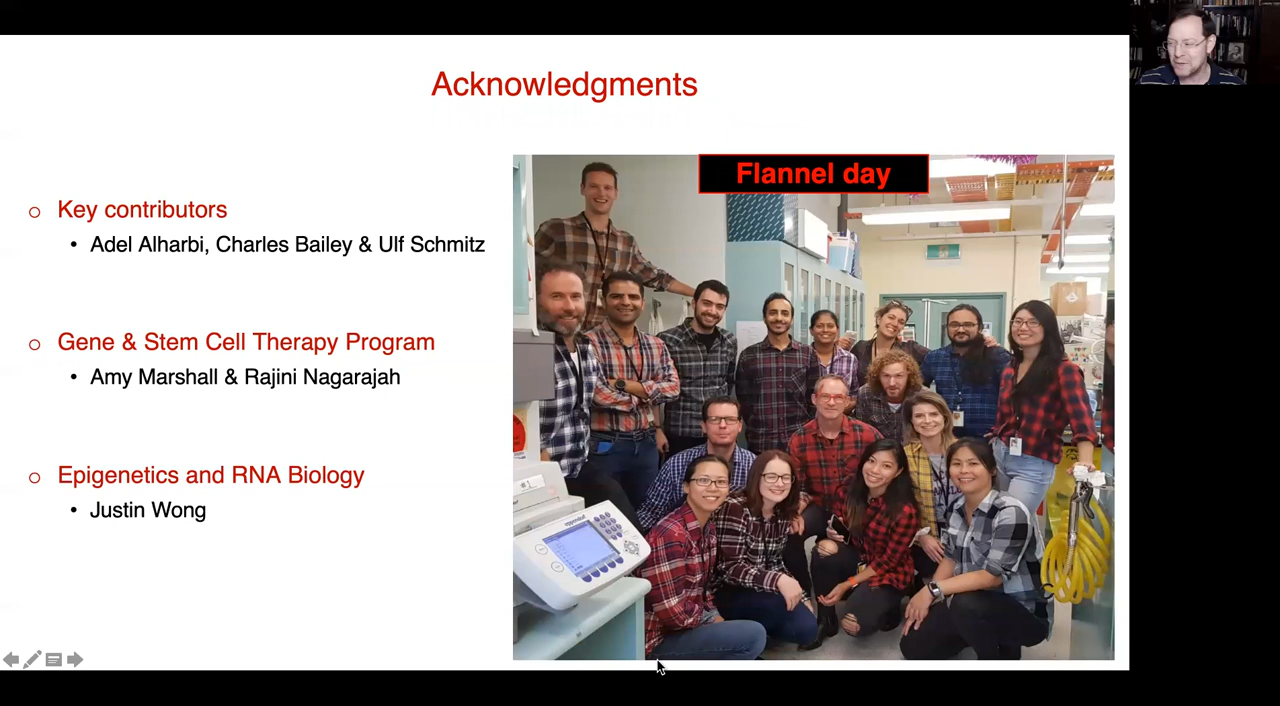 Acknowledgments
Flannel day
Key contributors
Adel Alharbi, Charles Bailey & Ulf Schmitz
Gene & Stem Cell Therapy Program
Amy Marshall & Rajini Nagarajah
Epigenetics and RNA Biology
Justin Wong
eppendorf